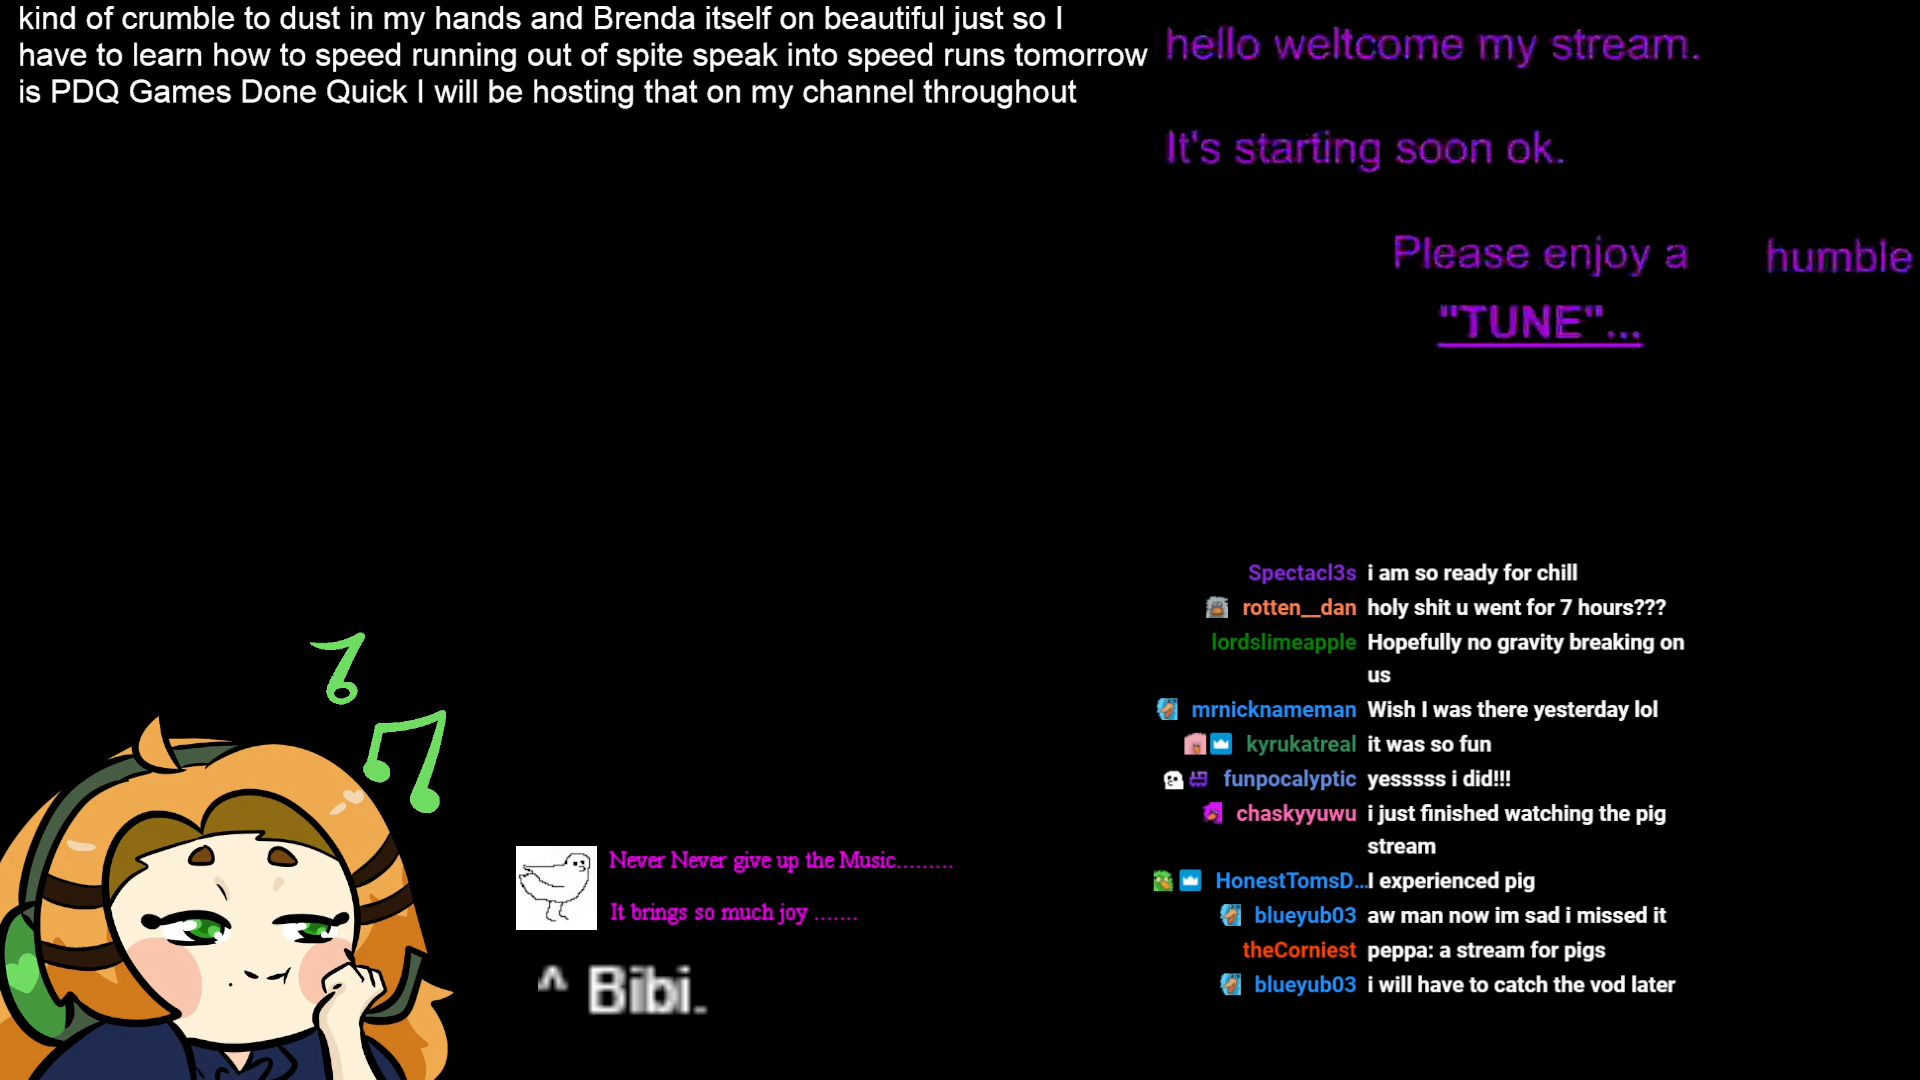 kind of crumble to dust in my hands and Brenda itself on beautiful just so I
have to learn how to speed running out of spite speak into speed runs tomorrow
is PDQ Games Done Quick I will be hosting that on my channel throughout
hello weltcome my stream.
It's starting soon ok.
Please enjoy a humble
"TUNE"...
Spectacl3s i am so ready for chill
rotten__dan holy shit u went for 7 hours???
lordslimeapple Hopefully no gravity breaking on
us
mrnicknameman Wish I was there yesterday lol
kyrukatreal it was so fun
funpocalyptic yesssss i did!!!
chaskyyuwu i just finished watching the pig
stream
HonestTomsD... I experienced pig
blueyub03 aw man now im sad i missed it
theCorniest peppa: a stream for pigs
blueyub03 i will have to catch the vod later
Never Never give up the Music.........
It brings so much joy .......
^ Bibi.